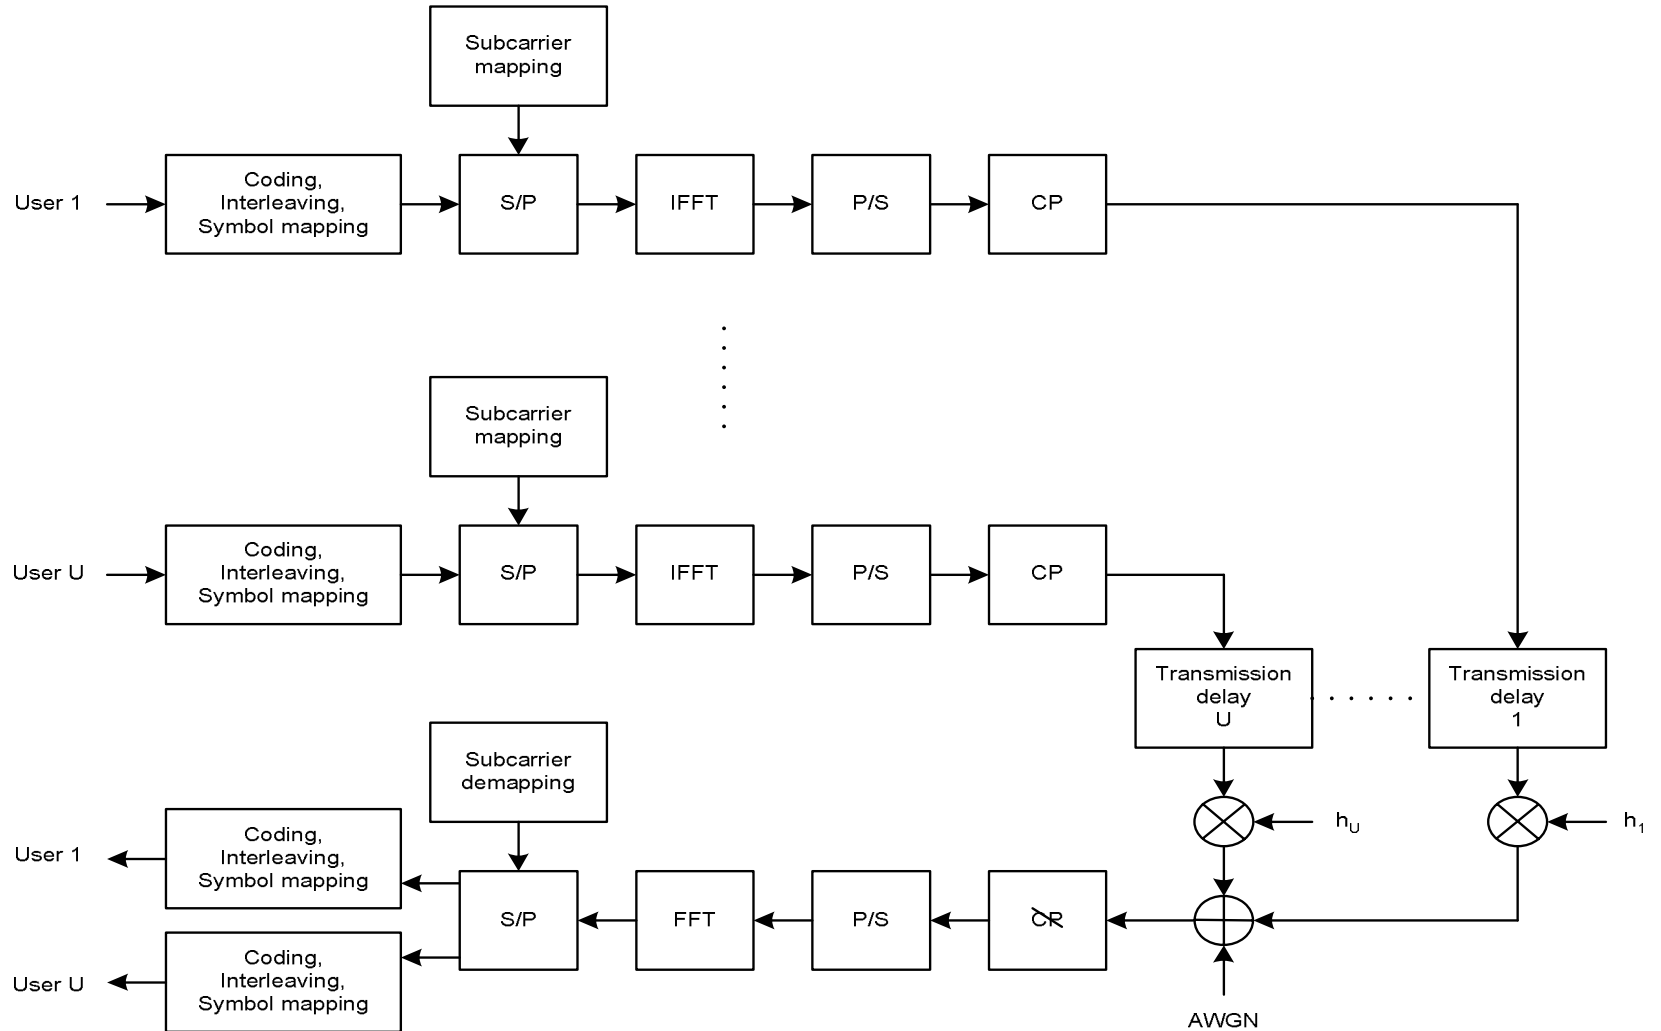 Subcarrier
mapping
User 1
Coding,
Interleaving,
Symbol mapping
S/P
IFFT
P/S
CP
Subcarrier
mapping
User U
Coding,
Interleaving,
Symbol mapping
S/P
IFFT
P/S
CP
Transmission
delay
U
Transmission
delay
1
Subcarrier
demapping
hU
h1
User 1
Coding,
Interleaving,
Symbol mapping
S/P
FFT
P/S
CP
User U
Coding,
Interleaving,
Symbol mapping
AWGN